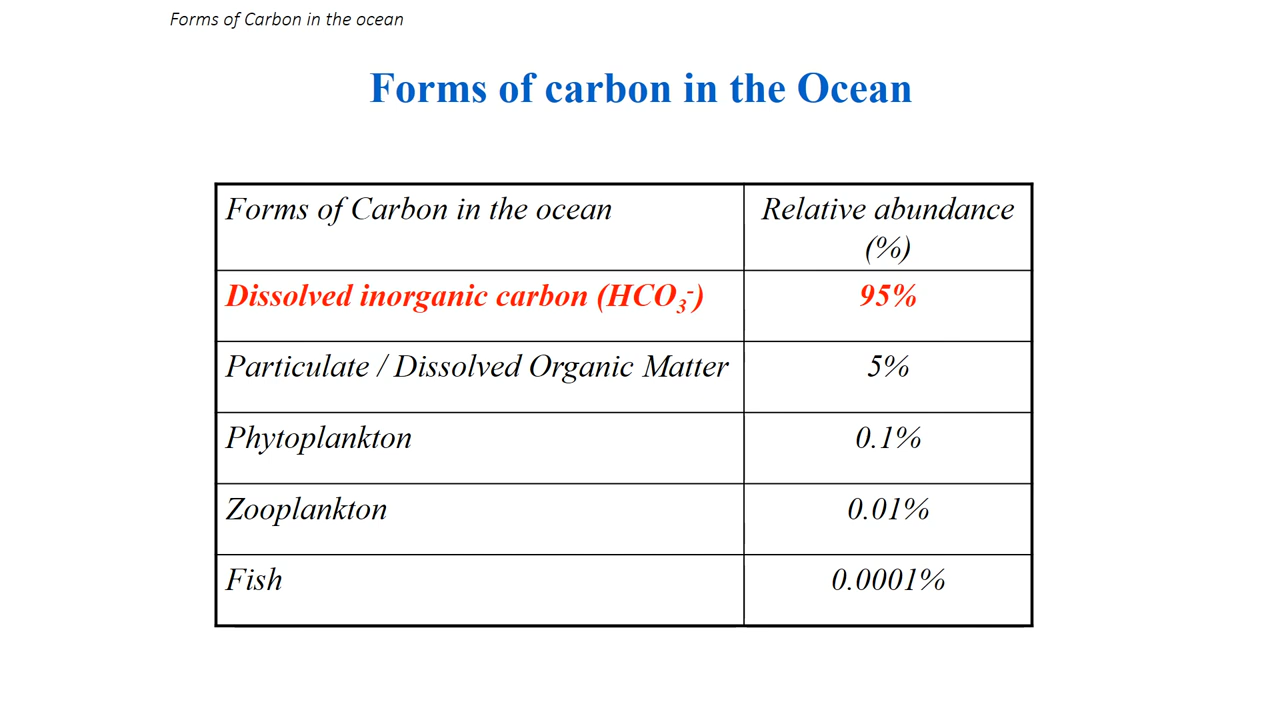 Forms of Carbon in the ocean
Forms of carbon in the Ocean
Forms of Carbon in the ocean
Relative abundance
(%)
Dissolved inorganic carbon (HCO₃⁻)
95%
Particulate / Dissolved Organic Matter
5%
Phytoplankton
0.1%
Zooplankton
0.01%
Fish
0.0001%